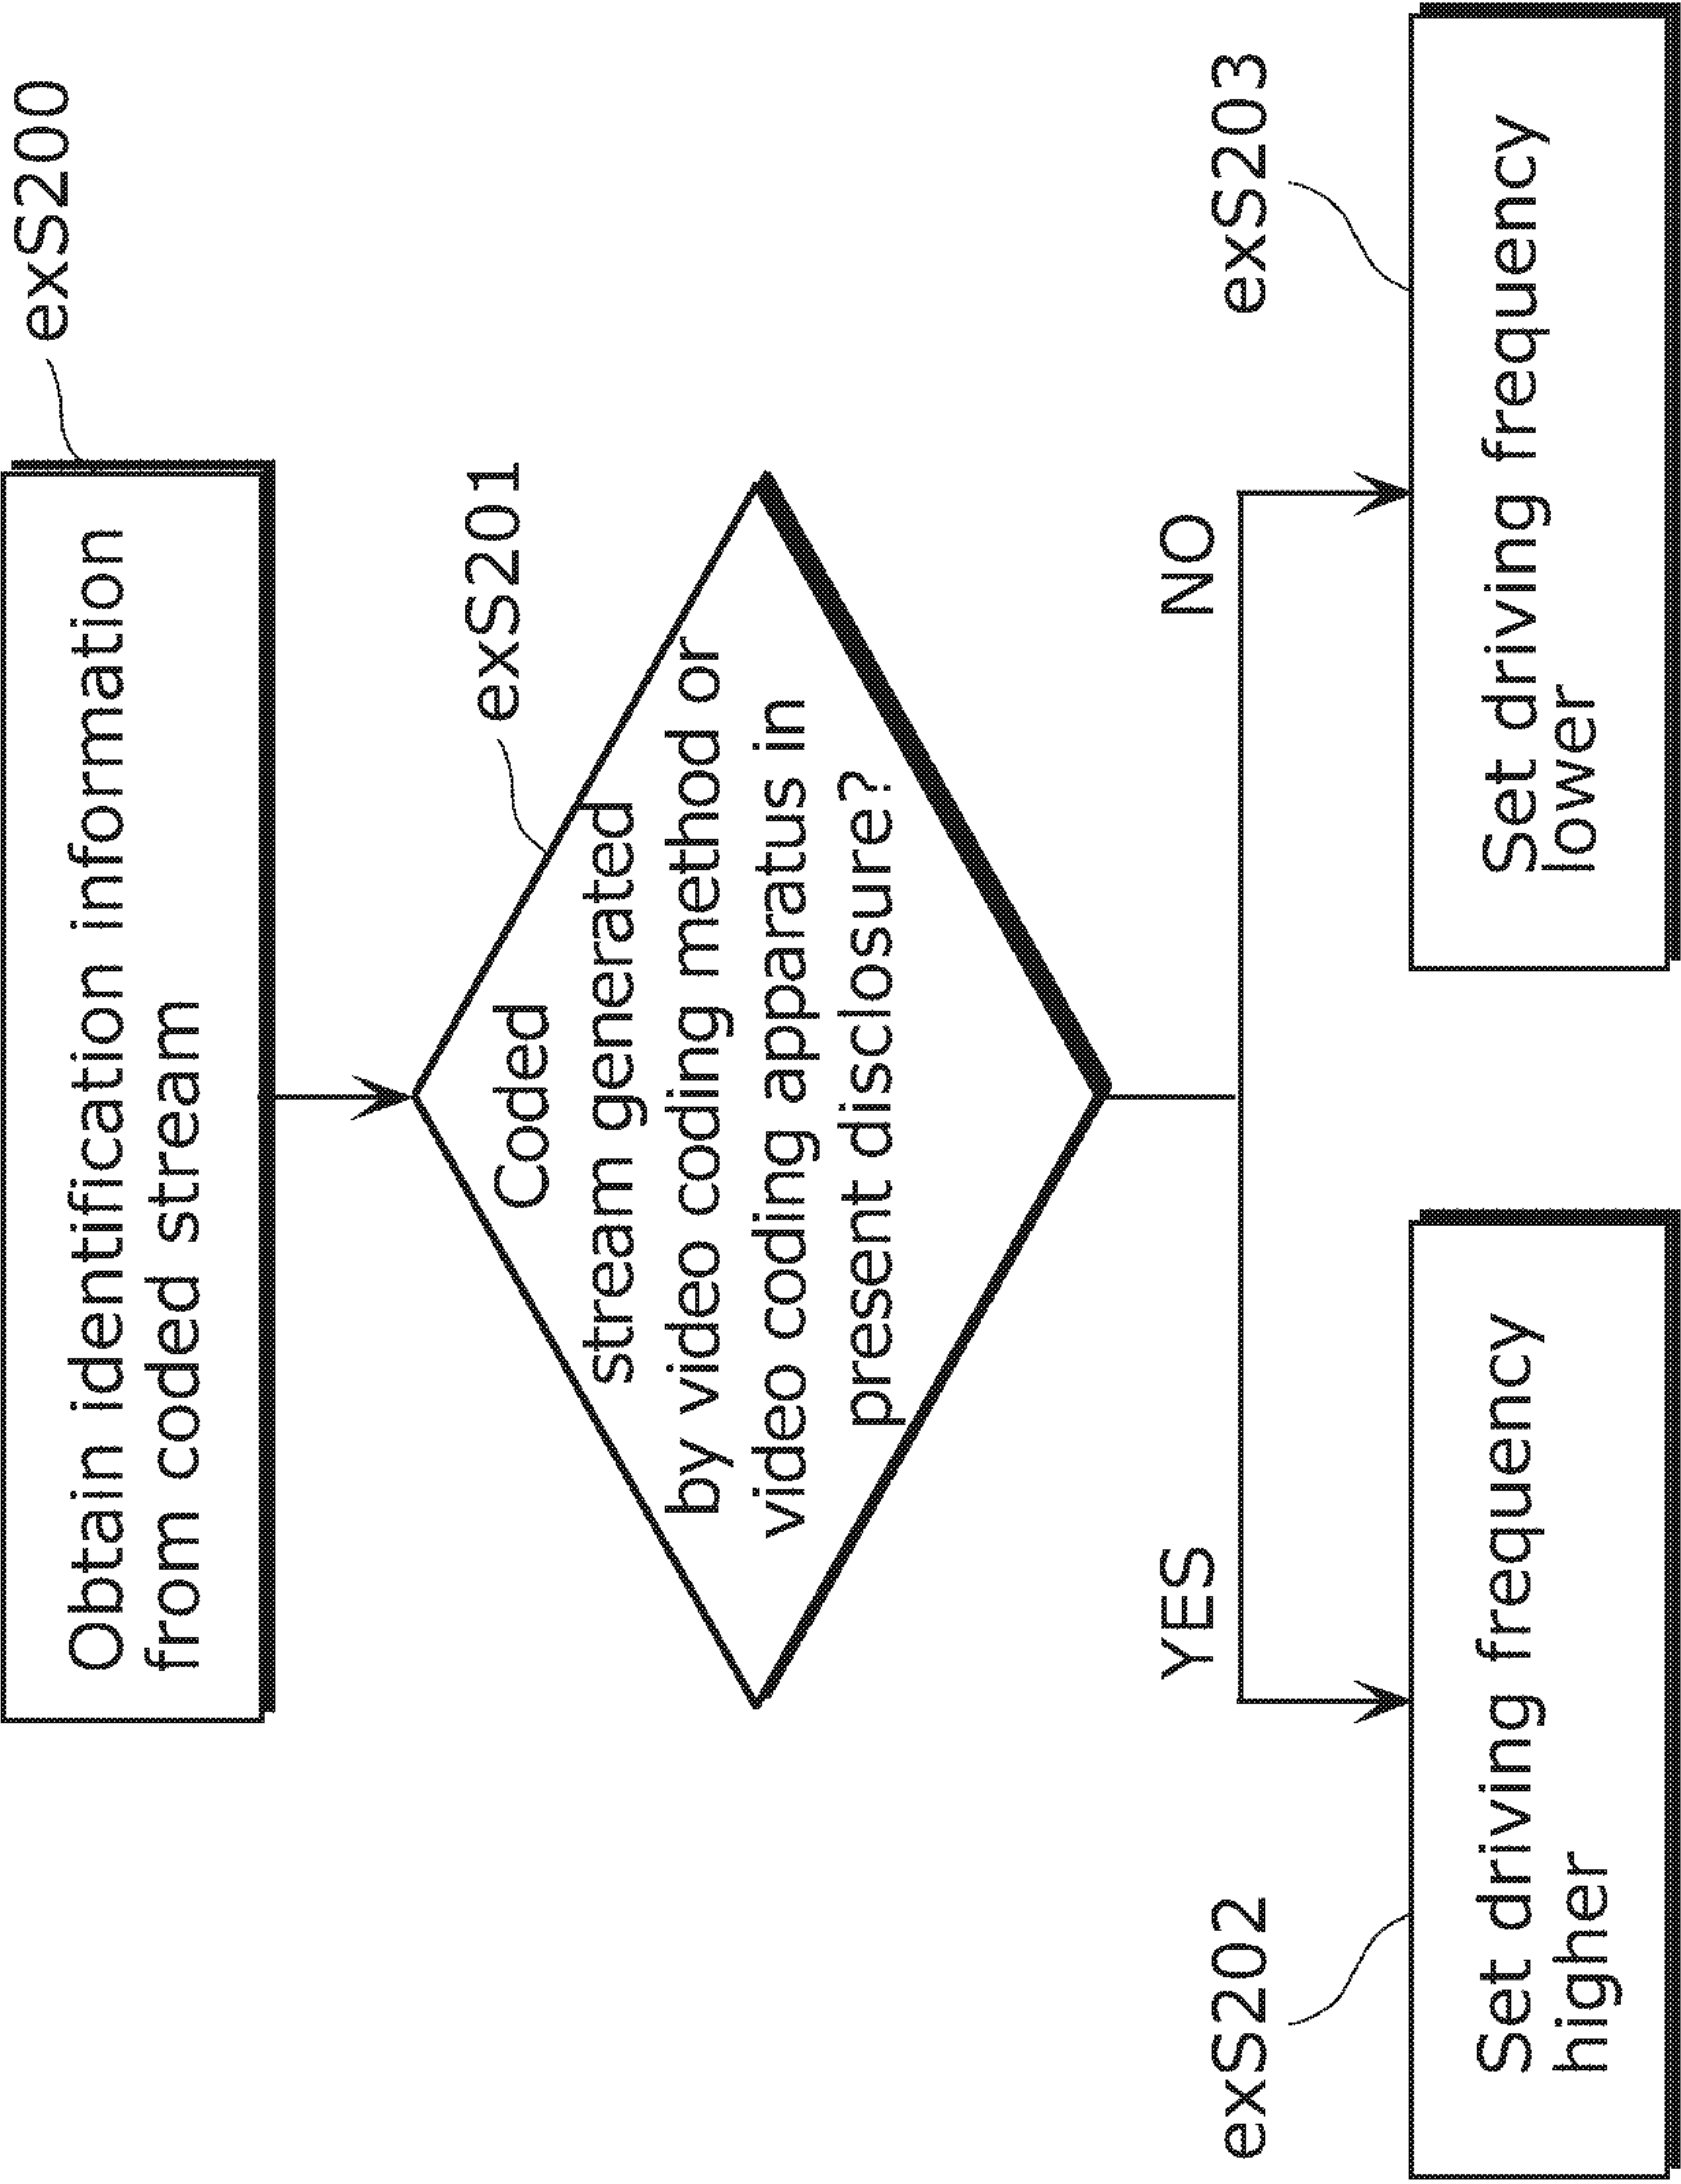 exS200
Obtain identification information
from coded stream
exS201
Coded
stream generated
by video coding method or
video coding apparatus in
present disclosure?
YES
NO
exS202
Set driving frequency
higher
exS203
Set driving frequency
lower